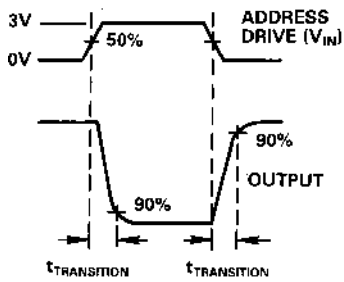 3V
0V
50%
ADDRESS
DRIVE (VIN)
90%
90%
OUTPUT
tTRANSITION
tTRANSITION